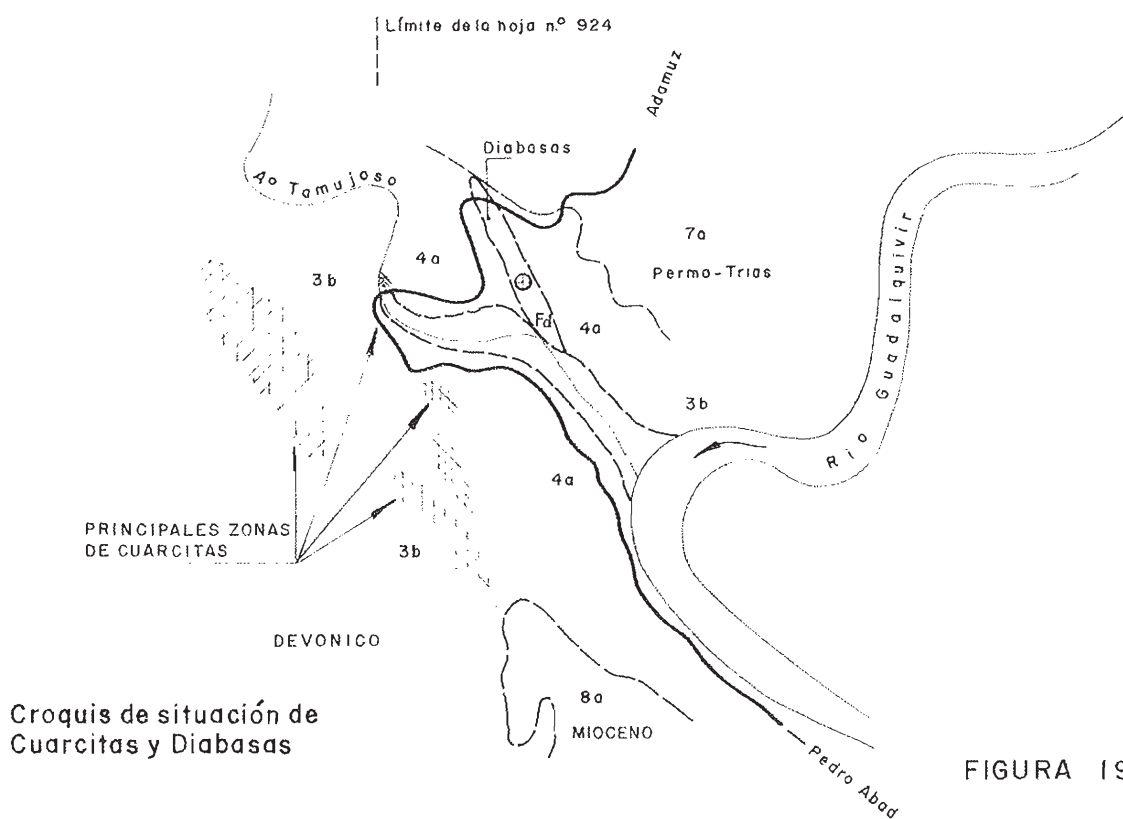 Límite de la hoja n.º 924
Adamuz
Diabasas
Aº Tamujoso
7a
4a
3b
Permo-Trias
Río Guadalquivir
Fd
4a
3b
4a
PRINCIPALES ZONAS
DE CUARCITAS
3b
DEVONICO
8a
MIOCENO
Croquis de situación de
Cuarcitas y Diabasas
Pedro Abad
FIGURA 19